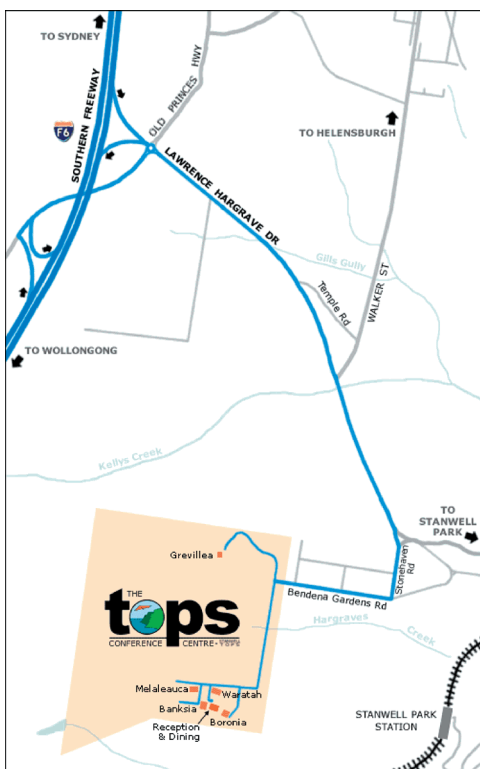 TO SYDNEY
OLD PRINCES HWY
F6
SOUTHERN FREEWAY
TO HELENSBURGH
LAWRENCE HARGRAVE DR
Gills Gully
Temple Rd
WALKER ST
TO WOLLONGONG
Kellys Creek
TO
STANWELL
PARK
Grevillea
Stonehaven
Rd
Bendena Gardens Rd
THE
tops
CONFERENCE CENTRE
Hargraves Creek
Melaleauca
Waratah
Banksia
Reception
& Dining
Boronia
STANWELL PARK
STATION